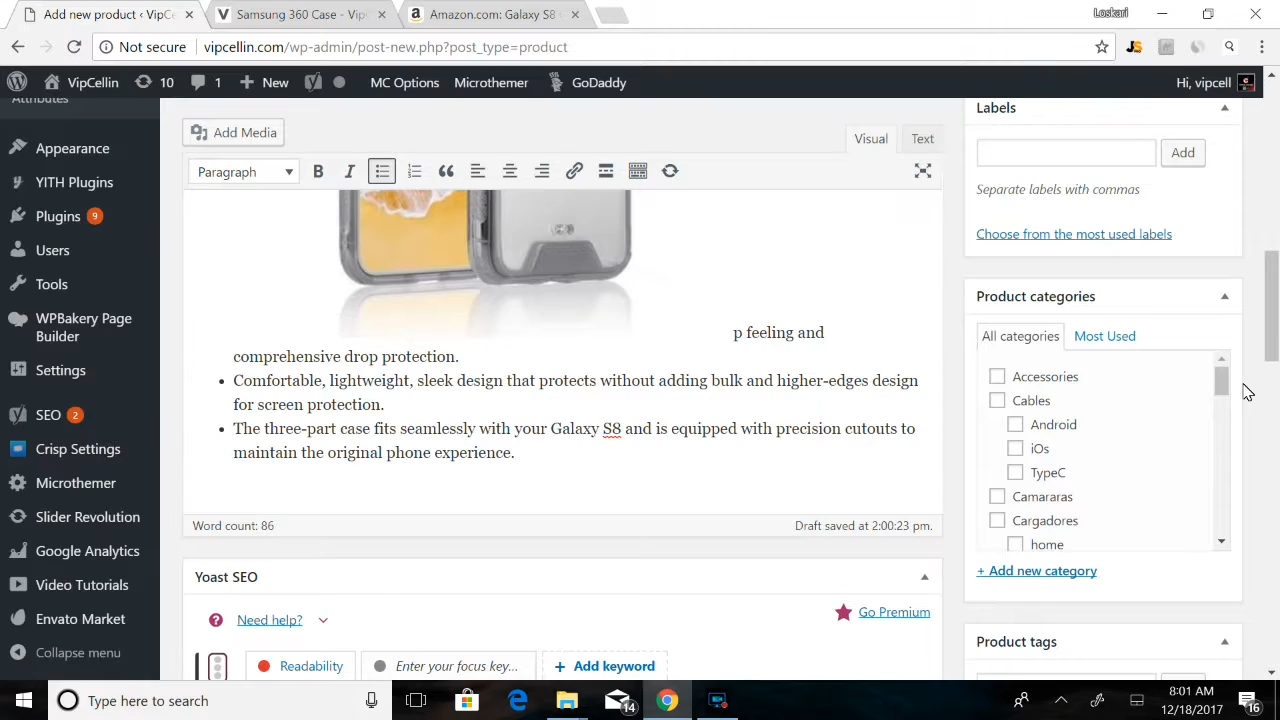 Add new product ‹ VipCe
Samsung 360 Case - Vip
Amazon.com: Galaxy S8
Loskari
Not secure
vipcellin.com/wp-admin/post-new.php?post_type=product
VipCellin
10
1
New
MC Options
Microthemer
GoDaddy
Hi, vipcell
Attributes
Appearance
YITH Plugins
Plugins 9
Users
Tools
WPBakery Page
Builder
Settings
SEO 2
Crisp Settings
Microthemer
Slider Revolution
Google Analytics
Video Tutorials
Envato Market
Collapse menu
Add Media
Visual
Text
Paragraph
p feeling and
comprehensive drop protection.
Comfortable, lightweight, sleek design that protects without adding bulk and higher-edges design
for screen protection.
The three-part case fits seamlessly with your Galaxy S8 and is equipped with precision cutouts to
maintain the original phone experience.
Word count: 86
Draft saved at 2:00:23 pm.
Yoast SEO
Need help?
Go Premium
Readability
Enter your focus key...
+ Add keyword
Labels
Add
Separate labels with commas
Choose from the most used labels
Product categories
All categories
Most Used
Accessories
Cables
Android
iOs
TypeC
Camararas
Cargadores
home
+ Add new category
Product tags
Type here to search
14
8:01 AM
12/18/2017
16